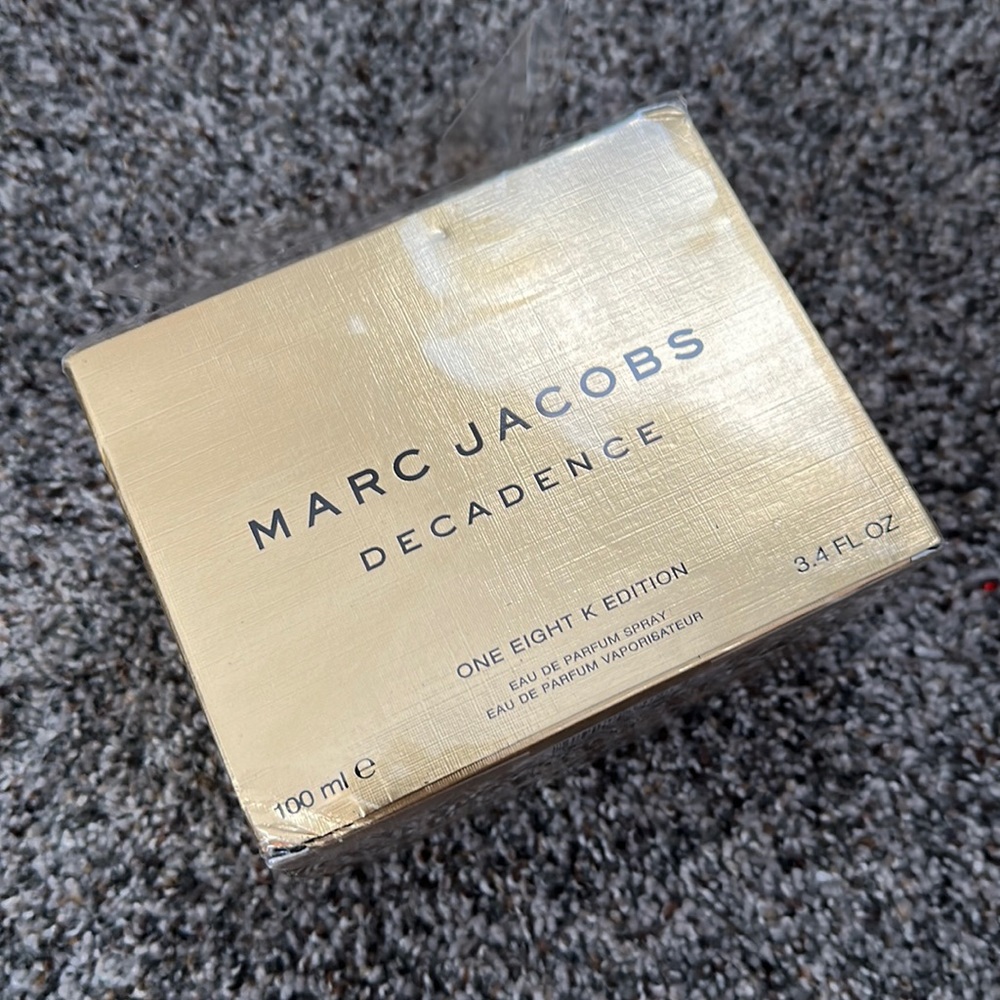 MARC JACOBS
DECADENCE
ONE EIGHT K EDITION
EAU DE PARFUM SPRAY
EAU DE PARFUM VAPORISATEUR
100 ml ℮
3.4 FL OZ